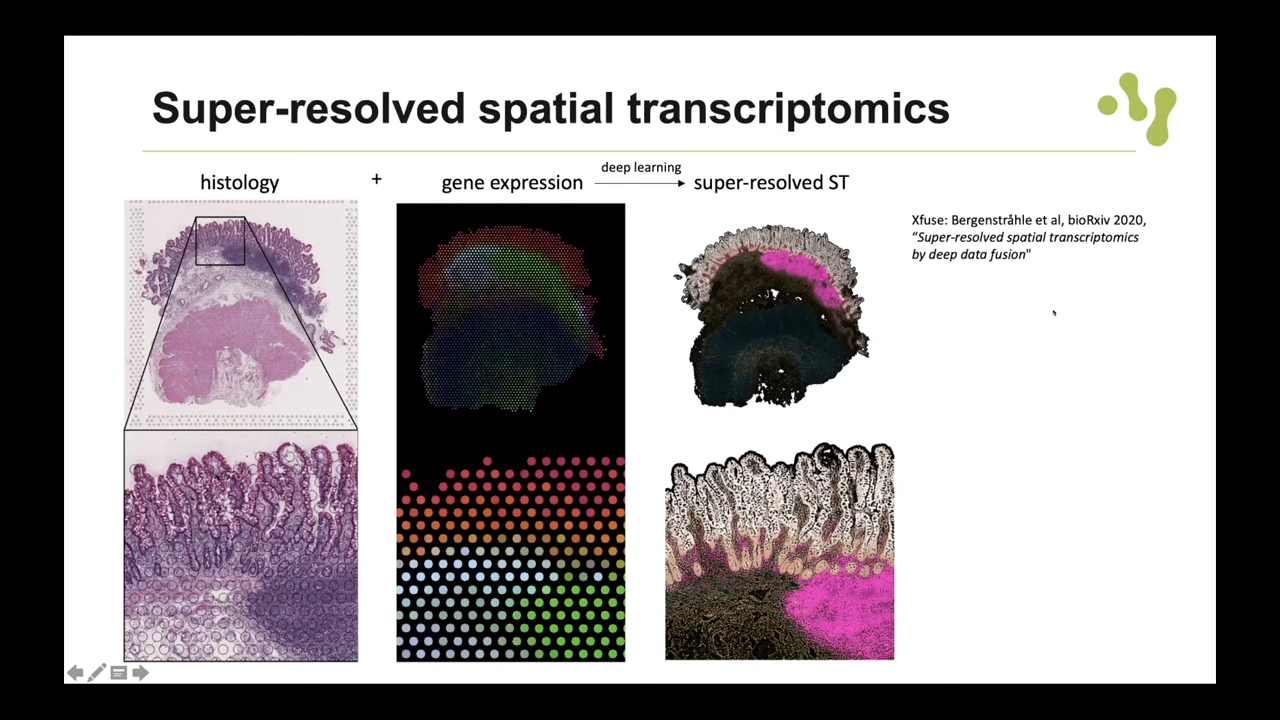 Super-resolved spatial transcriptomics
histology + gene expression deep learning super-resolved ST
Xfuse: Bergenstråhle et al, bioRxiv 2020,
“Super-resolved spatial transcriptomics
by deep data fusion"